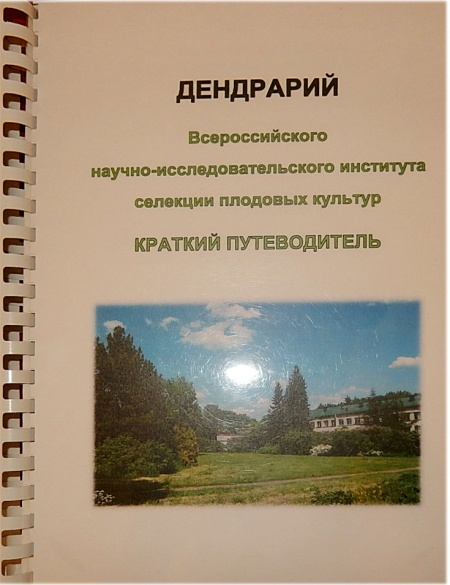 ДЕНДРАРИЙ
Всероссийского
научно-исследовательского института
селекции плодовых культур
КРАТКИЙ ПУТЕВОДИТЕЛЬ